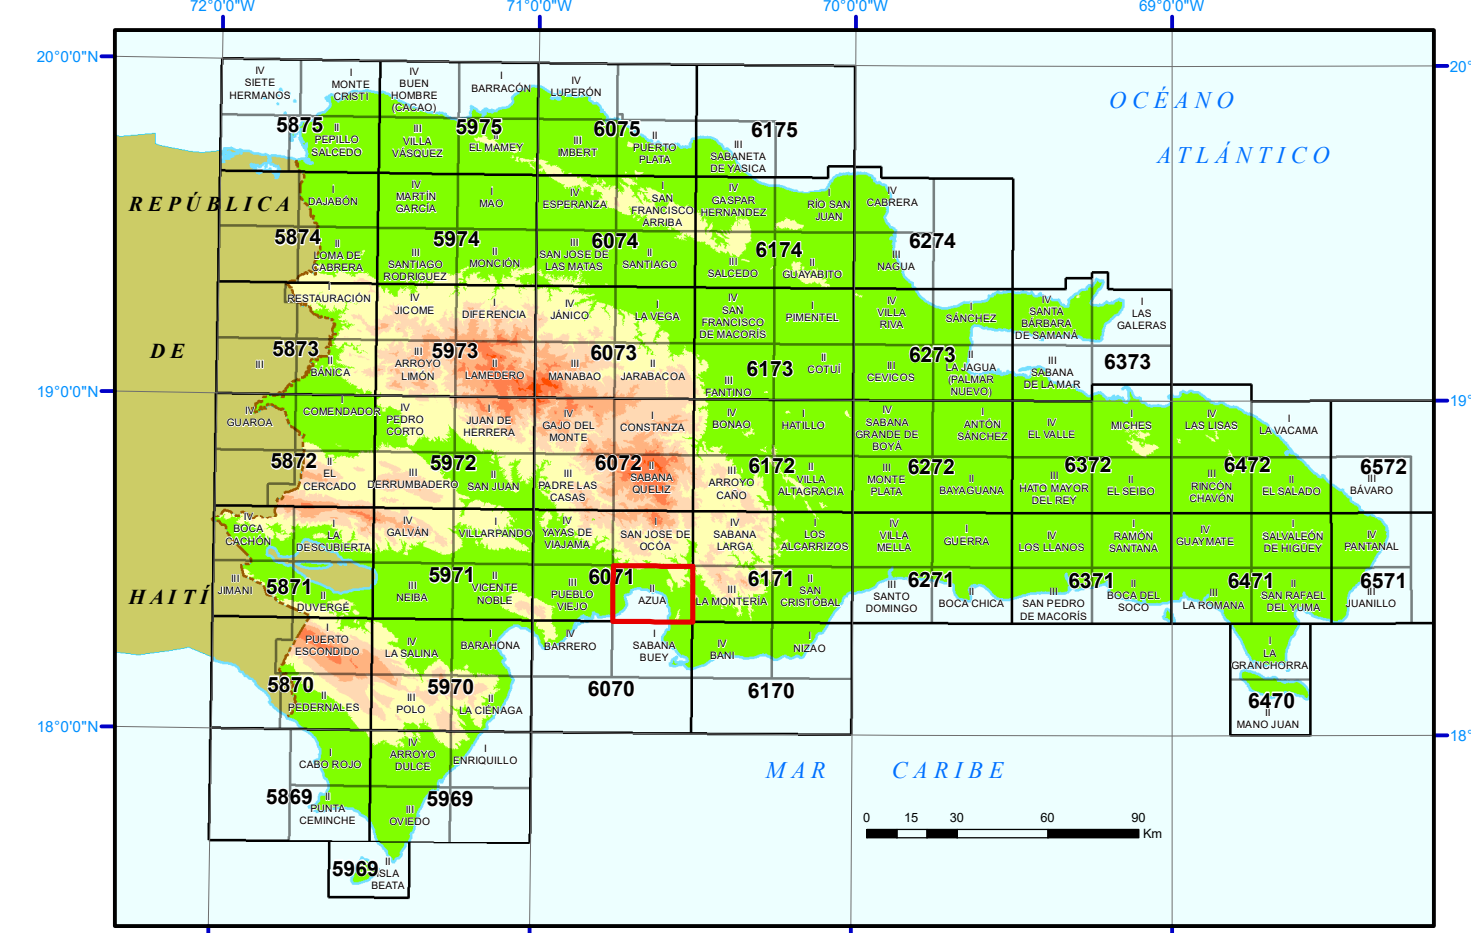 72°0'0"W
71°0'0"W
70°0'0"W
69°0'0"W
20°0'0"N
20°
19°0'0"N
19°
18°0'0"N
18°
OCÉANO
ATLÁNTICO
REPÚBLICA
DE
HAITÍ
MAR CARIBE
IV
SIETE
HERMANOS
I
MONTE
CRISTI
IV
BUEN
HOMBRE
(CACAO)
I
BARRACÓN
IV
LUPERÓN
5875
II
PEPILLO
SALCEDO
III
VILLA
VÁSQUEZ
5975
II
EL MAMEY
III
IMBERT
6075
II
PUERTO
PLATA
III
SABANETA
DE YASICA
6175
I
DAJABÓN
IV
MARTÍN
GARCÍA
I
MAO
IV
ESPERANZA
I
SAN
FRANCISCO
ARRIBA
IV
GASPAR
HERNANDEZ
I
RÍO SAN
JUAN
IV
CABRERA
5874
II
LOMA DE
CABRERA
III
SANTIAGO
RODRIGUEZ
5974
II
MONCIÓN
III
SAN JOSE DE
LAS MATAS
6074
II
SANTIAGO
III
SALCEDO
6174
II
GUAYABITO
III
NAGUA
6274
I
RESTAURACIÓN
IV
JICOME
I
DIFERENCIA
IV
JÁNICO
I
LA VEGA
IV
SAN
FRANCISCO
DE MACORÍS
I
PIMENTEL
IV
VILLA
RIVA
I
SÁNCHEZ
IV
SANTA
BÁRBARA
DE SAMANÁ
I
LAS
GALERAS
III
5873
II
BÁNICA
III
ARROYO
LIMÓN
5973
II
LAMEDERO
III
MANABAO
6073
II
JARABACOA
III
FANTINO
6173
II
COTUÍ
III
CEVICOS
6273
II
LA JAGUA
(PALMAR
NUEVO)
III
SABANA
DE LA MAR
6373
IV
GUAROA
I
COMENDADOR
IV
PEDRO
CORTO
I
JUAN DE
HERRERA
IV
GAJO DEL
MONTE
I
CONSTANZA
IV
BONAO
I
HATILLO
IV
SABANA
GRANDE DE
BOYÁ
I
ANTÓN
SÁNCHEZ
IV
EL VALLE
I
MICHES
IV
LAS LISAS
I
LA VACAMA
5872
II
EL
CERCADO
III
DERRUMBADERO
5972
II
SAN JUAN
III
PADRE LAS
CASAS
6072
II
SABANA
QUELIZ
III
ARROYO
CAÑO
6172
II
VILLA
ALTAGRACIA
III
MONTE
PLATA
6272
II
BAYAGUANA
III
HATO MAYOR
DEL REY
6372
II
EL SEIBO
III
RINCÓN
CHAVÓN
6472
II
EL SALADO
6572
III
BÁVARO
IV
BOCA
CACHÓN
I
LA
DESCUBIERTA
IV
GALVÁN
I
VILLARPANDO
IV
YAYAS DE
VIAJAMA
I
SAN JOSE DE
OCÓA
IV
SABANA
LARGA
I
LOS
ALCARRIZOS
IV
VILLA
MELLA
I
GUERRA
IV
LOS LLANOS
I
RAMÓN
SANTANA
IV
GUAYMATE
I
SALVALEÓN
DE HIGUEY
IV
PANTANAL
III
JIMANI
5871
II
DUVERGÉ
III
NEIBA
5971
II
VICENTE
NOBLE
III
PUEBLO
VIEJO
6071
II
AZUA
III
LA MONTERÍA
6171
II
SAN
CRISTÓBAL
III
SANTO
DOMINGO
6271
II
BOCA CHICA
III
SAN PEDRO
DE MACORÍS
6371
II
BOCA DEL
SOCO
III
LA ROMANA
6471
II
SAN RAFAEL
DEL YUMA
6571
III
JUANILLO
I
PUERTO
ESCONDIDO
IV
LA SALINA
I
BARAHONA
IV
BARRERO
I
SABANA
BUEY
IV
BANI
I
NIZAO
I
LA
GRANCHORRA
5870
II
PEDERNALES
III
POLO
5970
II
LA CIÉNAGA
6070
6170
6470
II
MANO JUAN
I
CABO ROJO
IV
ARROYO
DULCE
I
ENRIQUILLO
5869
II
PUNTA
CEMINCHE
III
OVIEDO
5969
5969
II
ISLA
BEATA
0 15 30 60 90
Km